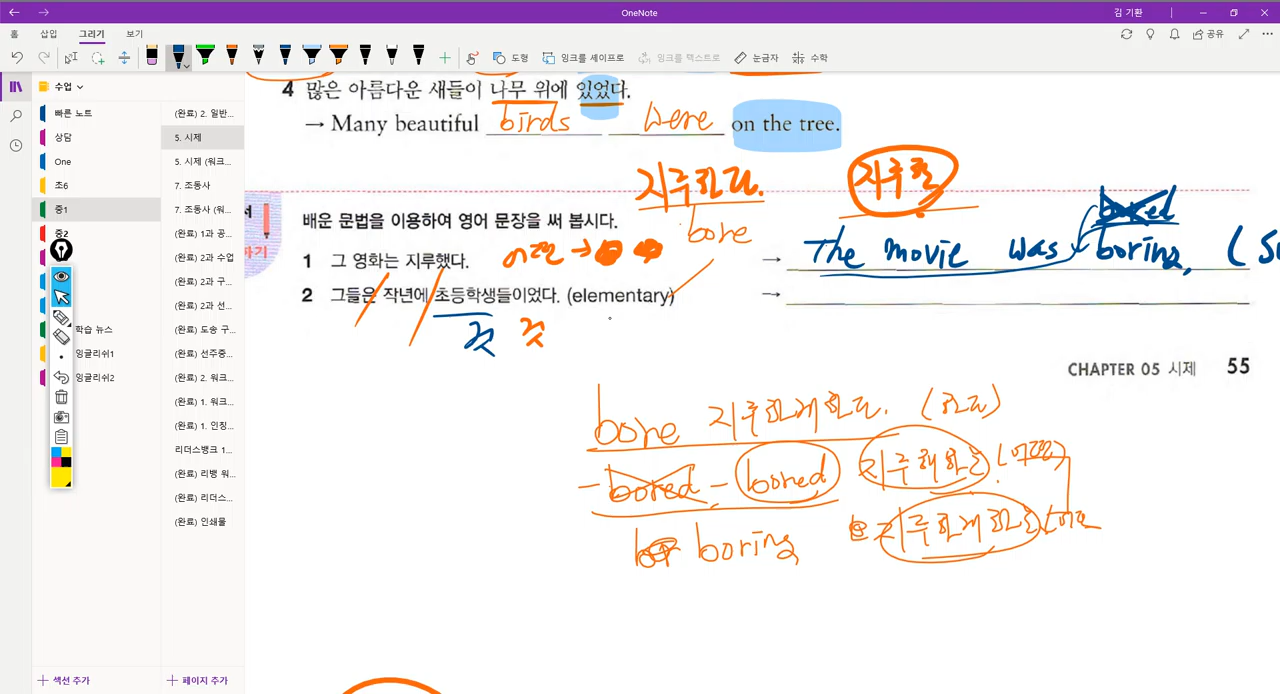 OneNote
김 기환
홈 삽입 그리기 보기
공유
도형 잉크를 셰이프로 잉크를 텍스트로 눈금자 수학
수업
빠른 노트
상담
One
초6
중1
중2
학습 뉴스
잉글리쉬1
잉글리쉬2
섹션 추가
(완료) 2. 일반...
5. 시제
5. 시제 (워크...
7. 조동사
7. 조동사 (워...
(완료) 1과 공...
(완료) 2과 수업
(완료) 2과 구...
(완료) 2과 선...
(완료) 도송 구...
(완료) 선주중...
(완료) 2. 워크...
(완료) 1. 워크...
(완료) 1. 인칭...
리더스뱅크 1...
(완료) 리뱅 워...
(완료) 리더스...
(완료) 인쇄물
페이지 추가
4 많은 아름다운 새들이 나무 위에 있었다.
→ Many beautiful birds were on the tree.
지루하다.
지루한
bore
배운 문법을 이용하여 영어 문장을 써 봅시다.
bored
1 그 영화는 지루했다.
→ The movie was boring.
2 그들은 작년에 초등학생들이었다. (elementary)
→
것 것
CHAPTER 05 시제 55
bore 지루하게하다.
- bored - bored 지루해하는
boring 지루하게하는